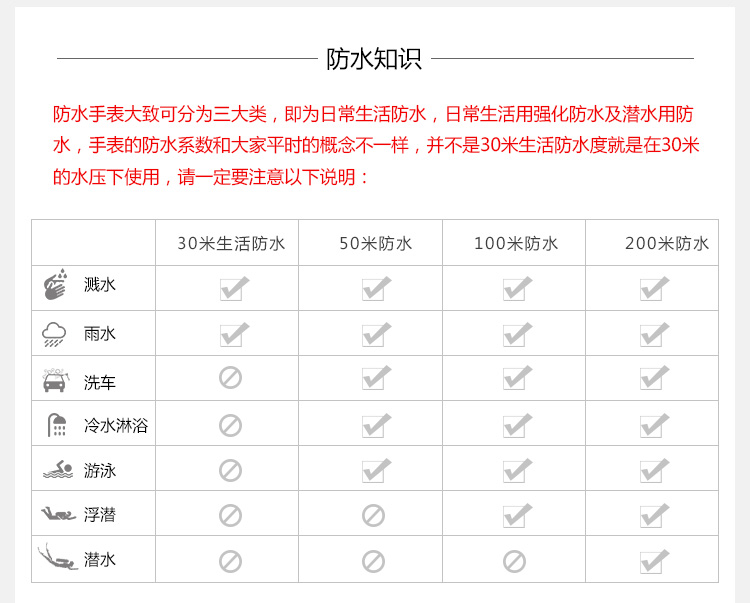 防水知识
防水手表大致可分为三大类，即为日常生活防水，日常生活用强化防水及潜水用防
水，手表的防水系数和大家平时的概念不一样，并不是30米生活防水度就是在30米
的水压下使用，请一定要注意以下说明：
30米生活防水 50米防水 100米防水 200米防水
溅水
雨水
洗车
冷水淋浴
游泳
浮潜
潜水